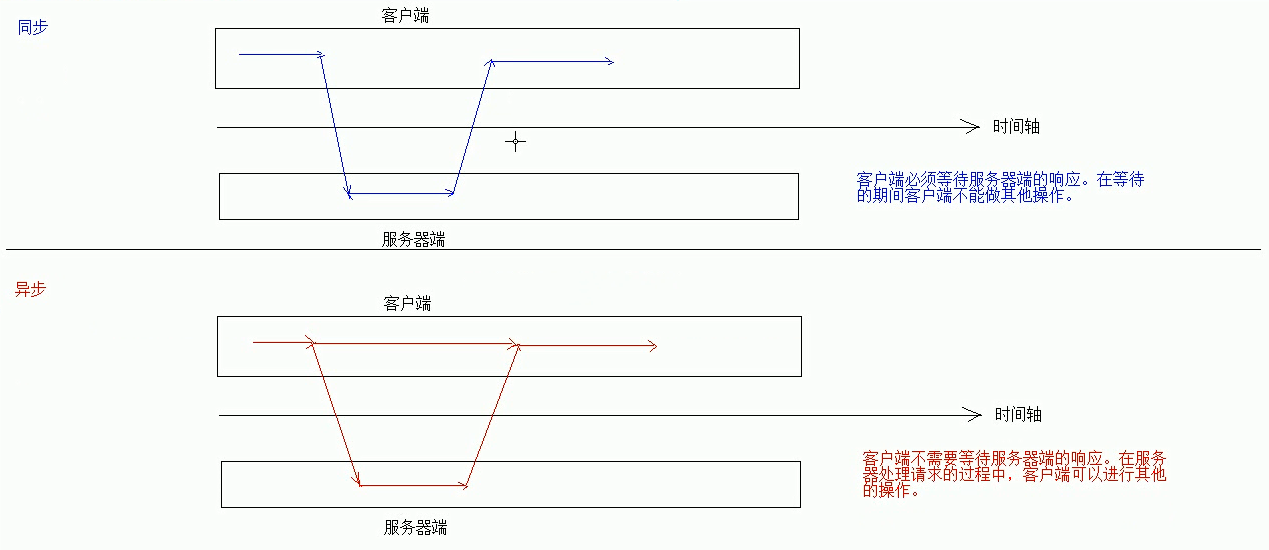 同步
客户端
时间轴
客户端必须等待服务器端的响应。在等待
的期间客户端不能做其他操作。
服务器端
异步
客户端
时间轴
客户端不需要等待服务器端的响应。在服务
器处理请求的过程中，客户端可以进行其他
的操作。
服务器端